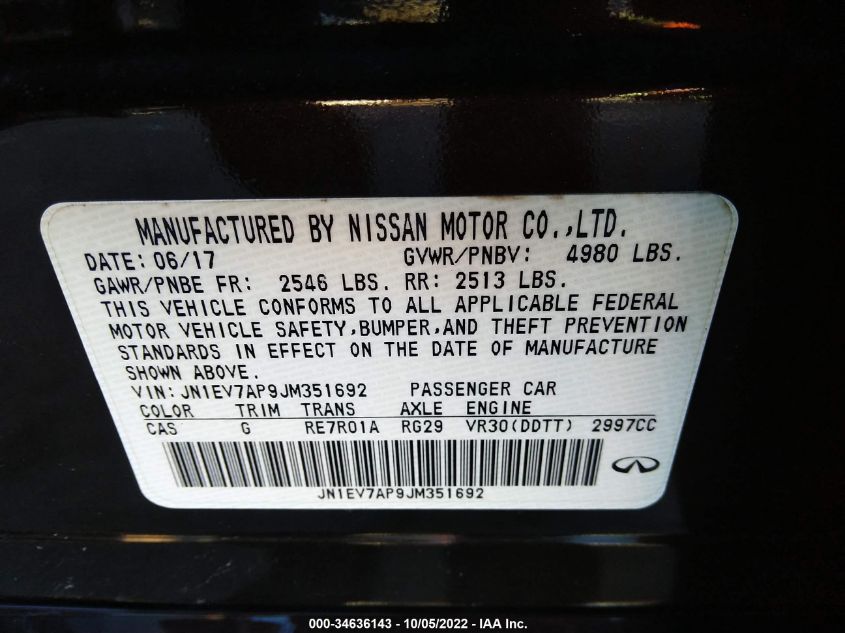 MANUFACTURED BY NISSAN MOTOR CO.,LTD.
DATE: 06/17 GVWR/PNBV: 4980 LBS.
GAWR/PNBE FR: 2546 LBS. RR: 2513 LBS.
THIS VEHICLE CONFORMS TO ALL APPLICABLE FEDERAL
MOTOR VEHICLE SAFETY,BUMPER,AND THEFT PREVENTION
STANDARDS IN EFFECT ON THE DATE OF MANUFACTURE
SHOWN ABOVE.
VIN: JN1EV7AP9JM351692 PASSENGER CAR
COLOR TRIM TRANS AXLE ENGINE
CAS G RE7R01A RG29 VR30(DDTT) 2997CC
JN1EV7AP9JM351692
000-34636143 - 10/05/2022 - IAA Inc.